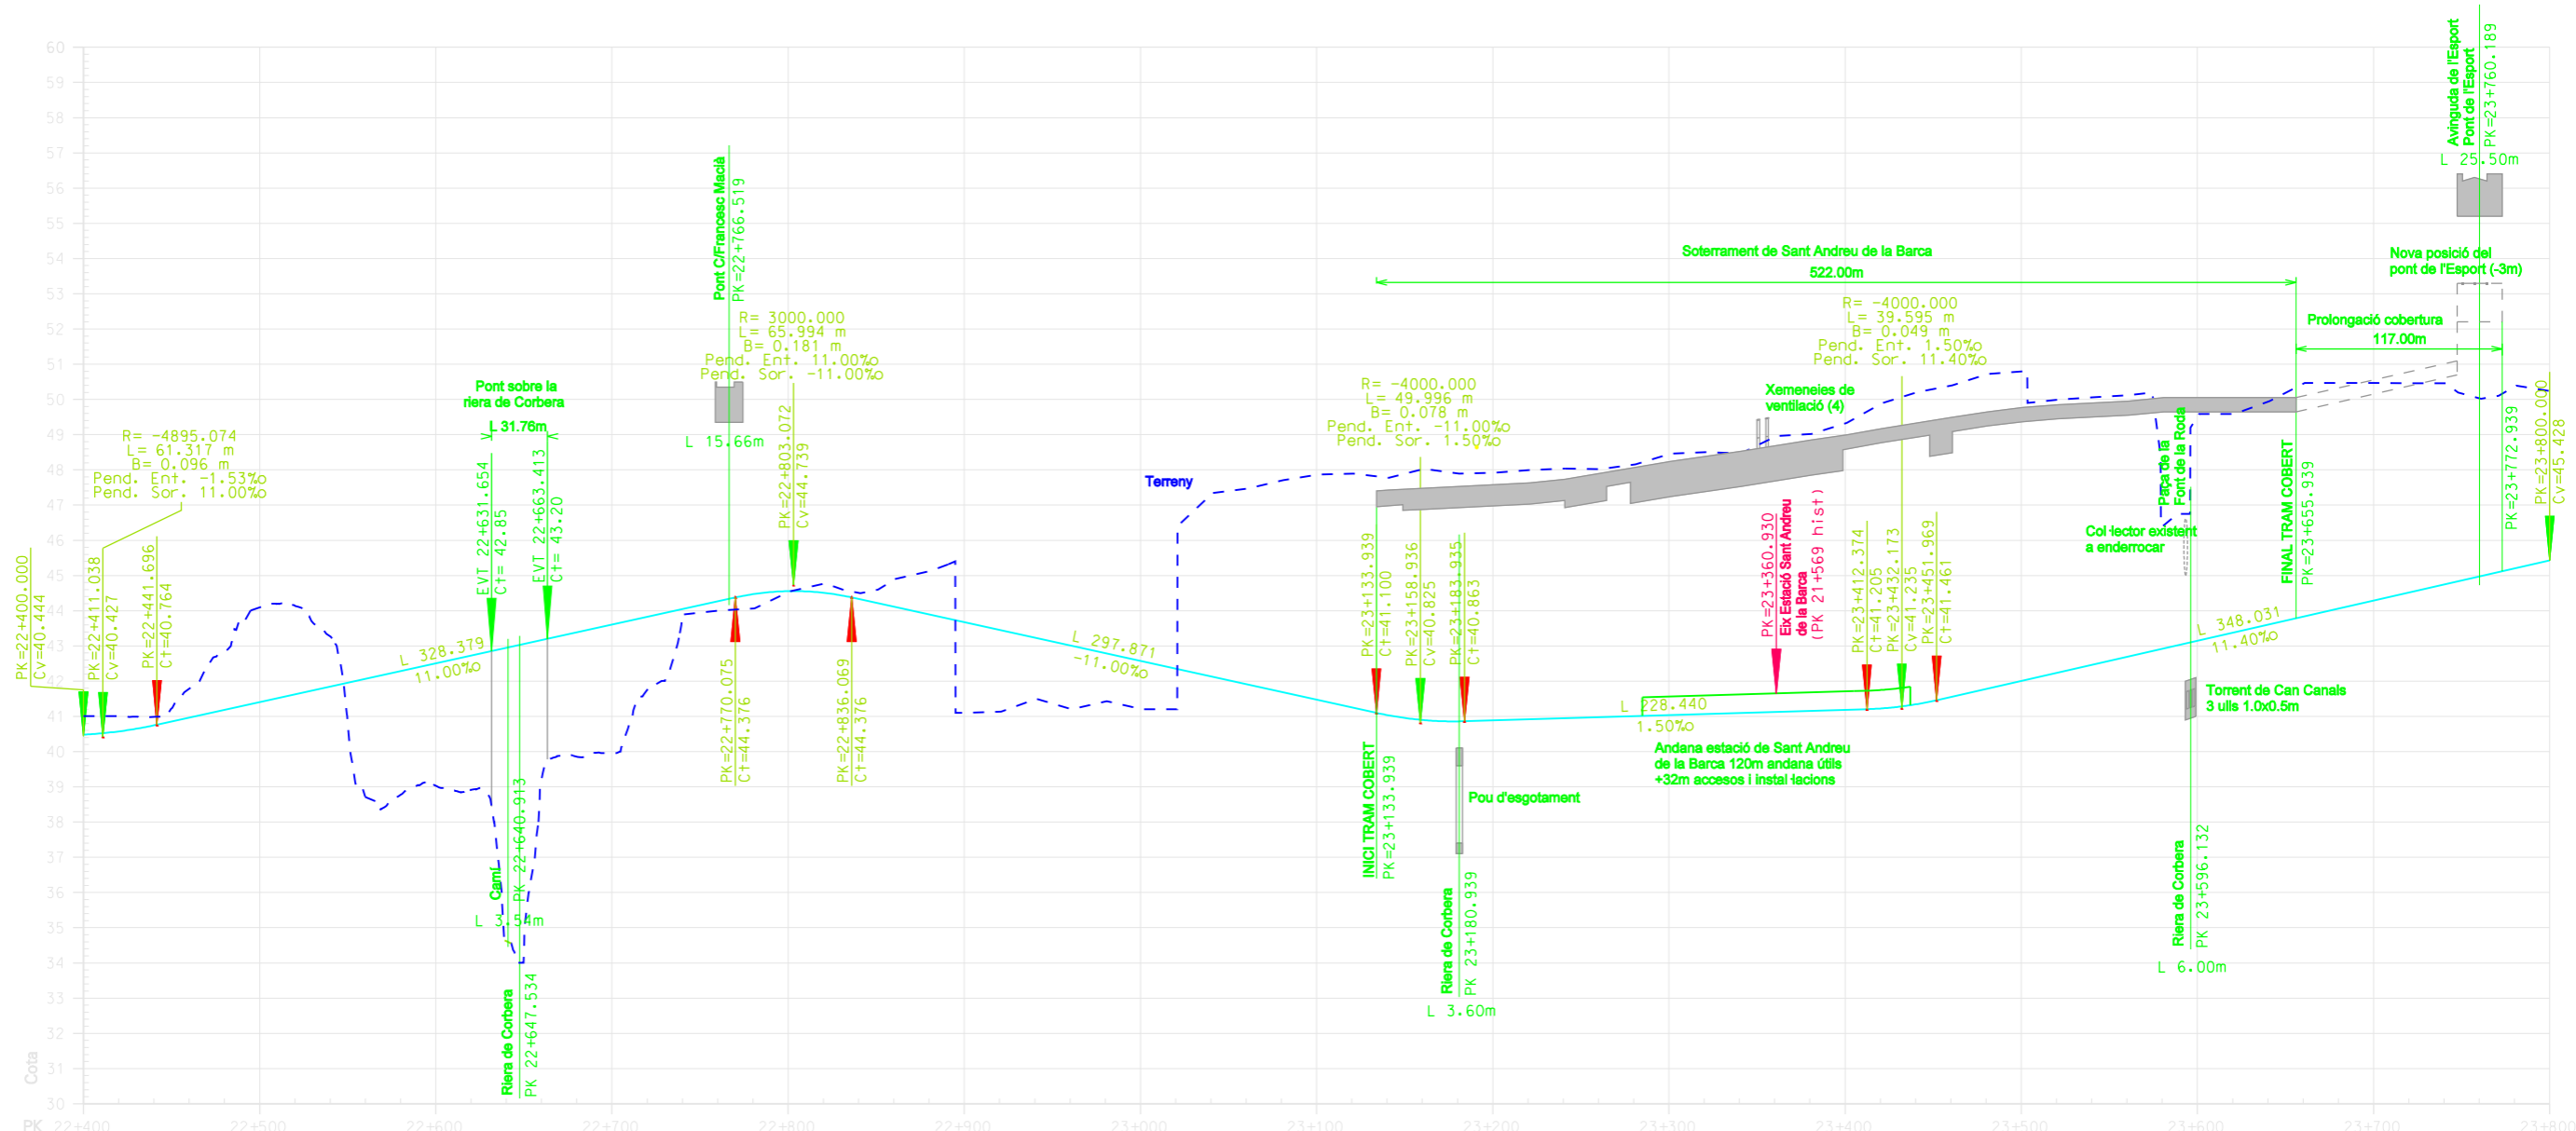 Cota
60
59
58
57
56
55
54
53
52
51
50
49
48
47
46
45
44
43
42
41
40
39
38
37
36
35
34
33
32
31
30
PK
22+400
22+500
22+600
22+700
22+800
22+900
23+000
23+100
23+200
23+300
23+400
23+500
23+600
23+700
23+800
PK=22+400.000
Cv=40.444
R= -4895.074
L= 61.317 m
B= 0.096 m
Pend. Ent. -1.53%o
Pend. Sor. 11.00%o
PK=22+411.038
Cv=40.427
PK=22+441.696
Ct=40.764
L 328.379
11.00%o
Pont sobre la
riera de Corbera
L 31.76m
EVT 22+631.654
Ct= 42.85
EVT 22+663.413
Ct= 43.20
Camí
PK 22+640.913
L 3.54m
Riera de Corbera
PK 22+647.534
Pont C/Francesc Macià
PK=22+766.519
L 15.66m
R= 3000.000
L= 65.994 m
B= 0.181 m
Pend. Ent. 11.00%o
Pend. Sor. -11.00%o
PK=22+803.072
Cv=44.739
PK=22+770.075
Ct=44.376
PK=22+836.069
Ct=44.376
L 297.871
-11.00%o
Terreny
R= -4000.000
L= 49.996 m
B= 0.078 m
Pend. Ent. -11.00%o
Pend. Sor. 1.50%o
PK=23+133.939
Ct=41.100
PK=23+158.936
Cv=40.825
PK=23+183.935
Ct=40.863
INICI TRAM COBERT
PK=23+133.939
Pou d'esgotament
Riera de Corbera
PK 23+180.939
L 3.60m
Soterrament de Sant Andreu de la Barca
522.00m
R= -4000.000
L= 39.595 m
B= 0.049 m
Pend. Ent. 1.50%o
Pend. Sor. 11.40%o
Xemeneies de
ventilació (4)
PK=23+360.930
Eix Estació Sant Andreu
de la Barca
(PK 21+569 hist)
PK=23+412.374
Ct=41.205
PK=23+432.173
Cv=41.235
PK=23+451.969
Ct=41.461
L 228.440
1.50%o
Andana estació de Sant Andreu
de la Barca 120m andana útils
+32m accesos i instal·lacions
Paça de la
Font de la Roda
Col·lector existent
a enderrocar
Torrent de Can Canals
3 ulls 1.0x0.5m
Riera de Corbera
PK 23+596.132
L 6.00m
L 348.031
11.40%o
FINAL TRAM COBERT
PK=23+655.939
Prolongació cobertura
117.00m
Nova posició del
pont de l'Esport (-3m)
Avinguda de l'Esport
Pont de l'Esport
PK=23+760.189
L 25.50m
PK=23+772.939
PK=23+800.000
Cv=45.428